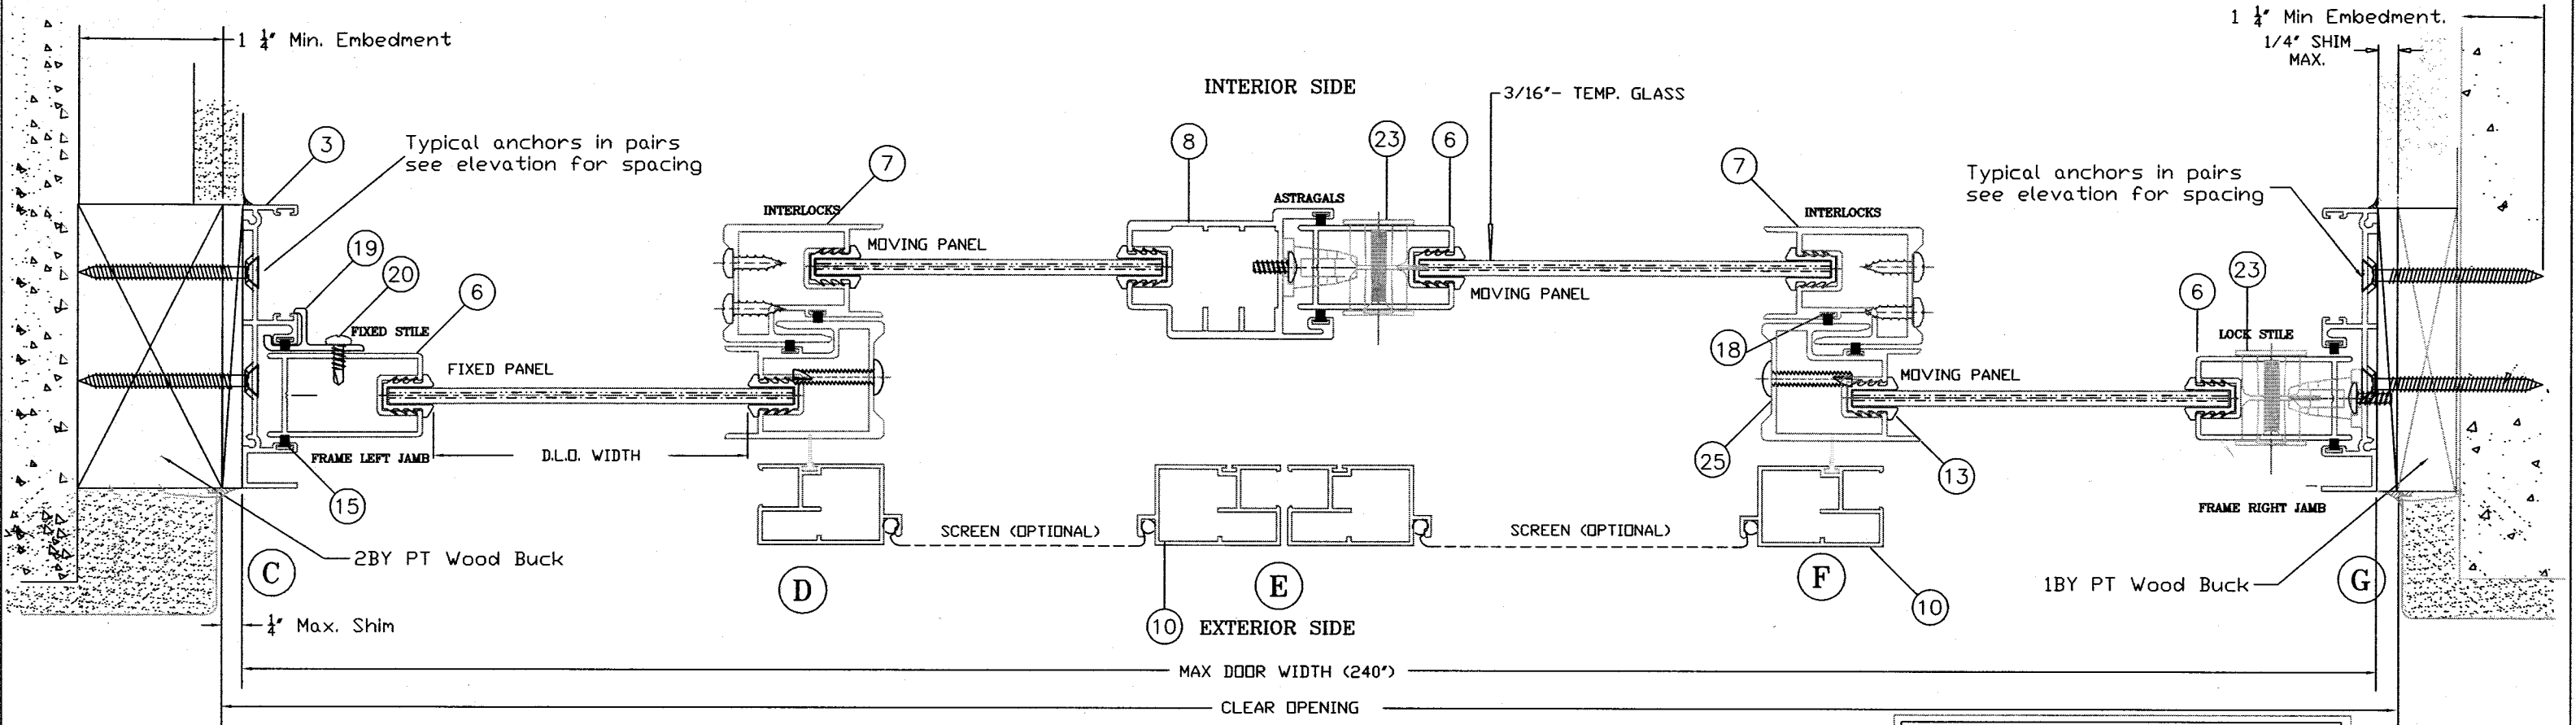 1 1/4" Min. Embedment
1 1/4" Min Embedment.
1/4" SHIM
MAX.
INTERIOR SIDE
3/16"- TEMP. GLASS
3
Typical anchors in pairs
see elevation for spacing
7
8
23
6
7
Typical anchors in pairs
see elevation for spacing
INTERLOCKS
ASTRAGALS
INTERLOCKS
MOVING PANEL
MOVING PANEL
19
20
6
FIXED STILE
FIXED PANEL
18
MOVING PANEL
6
23
LOCK STILE
FRAME LEFT JAMB
D.L.O. WIDTH
15
25
13
FRAME RIGHT JAMB
SCREEN (OPTIONAL)
SCREEN (OPTIONAL)
2BY PT Wood Buck
1BY PT Wood Buck
C
D
E
F
G
10
10
EXTERIOR SIDE
1/4" Max. Shim
MAX DOOR WIDTH (240")
CLEAR OPENING